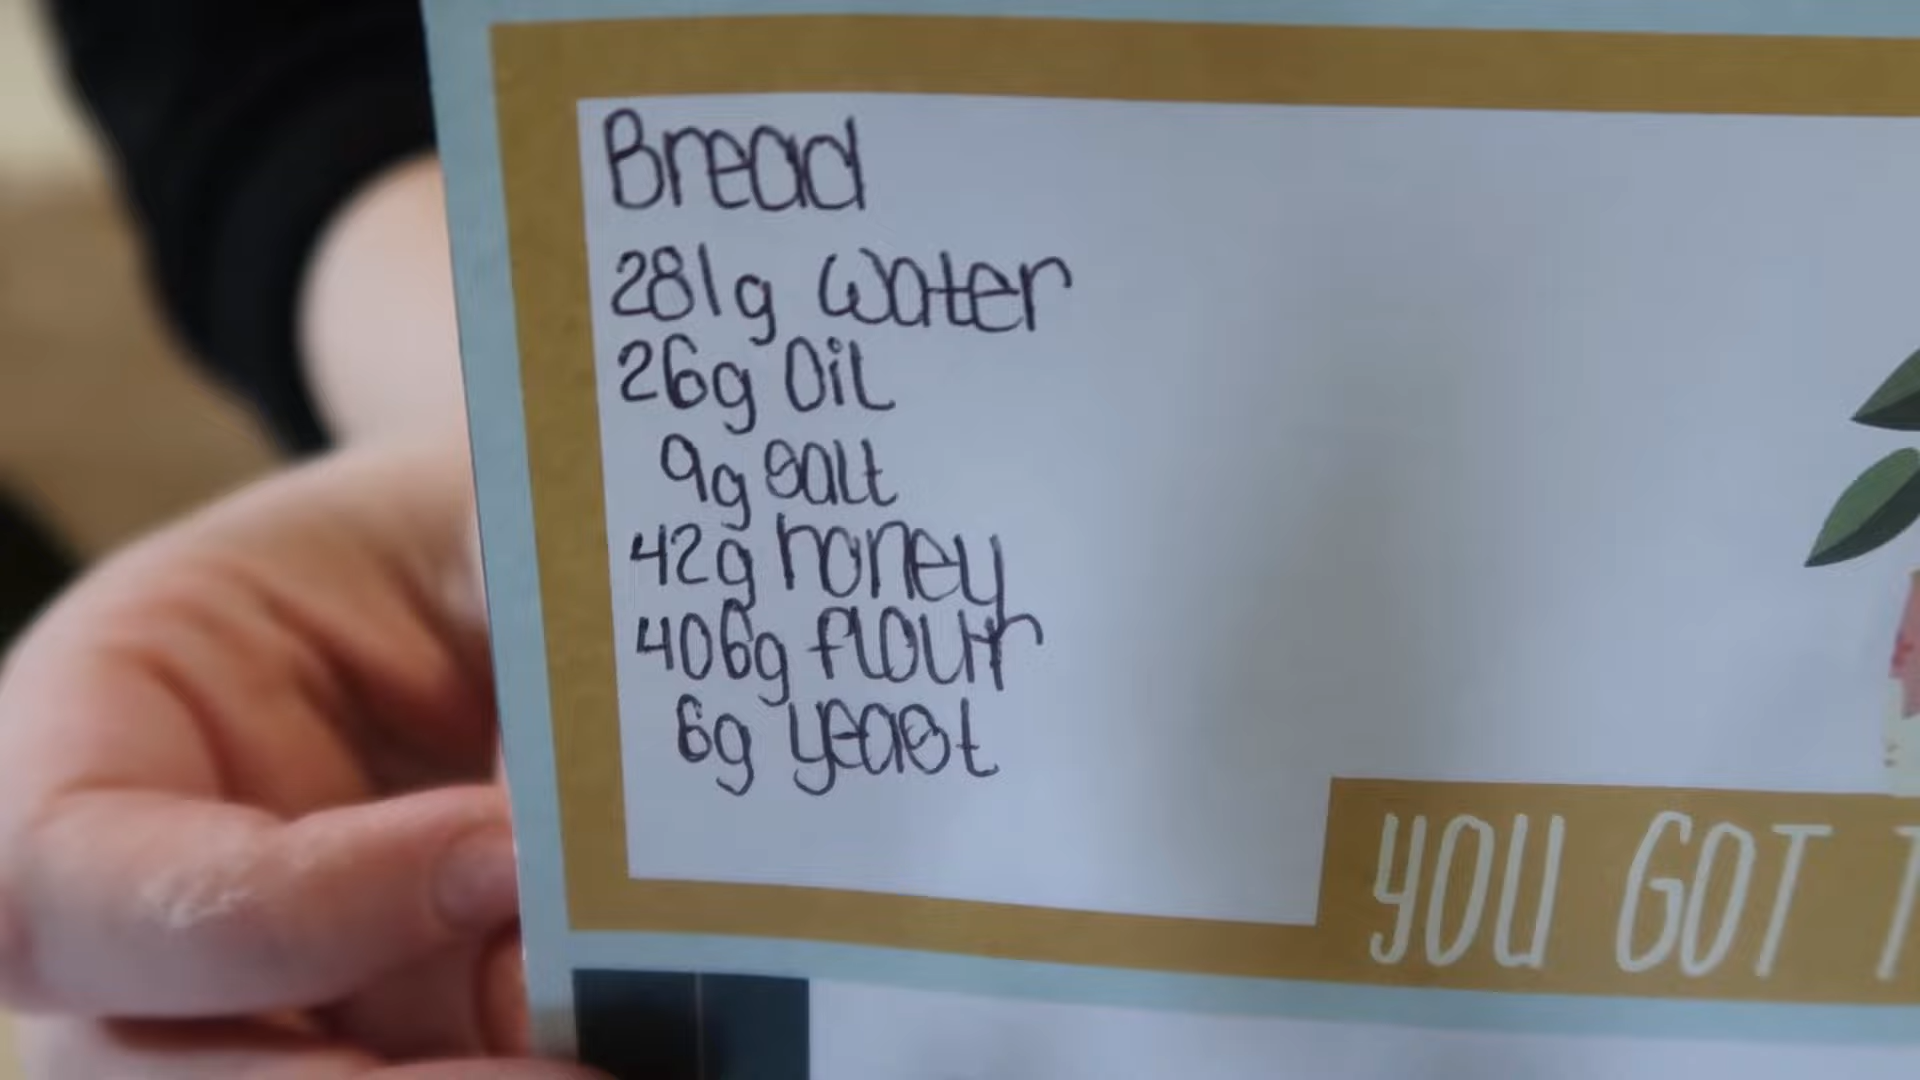 Bread
281g water
26g oil
9g salt
42g honey
406g flour
6g yeast
YOU GOT